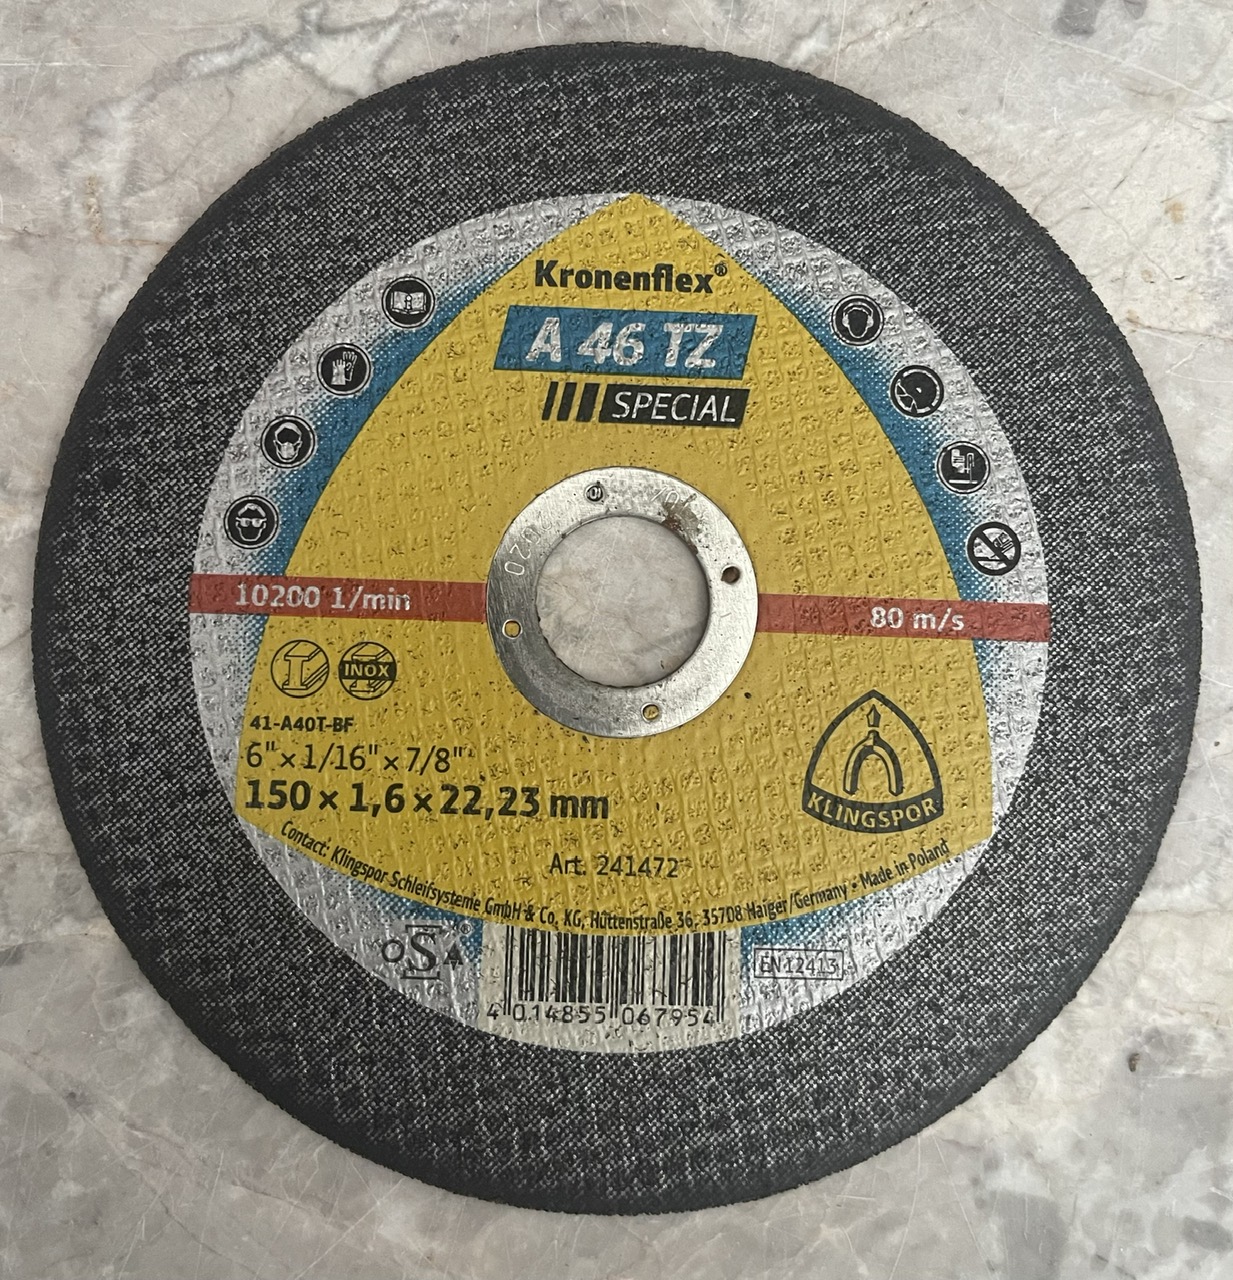 Kronenflex®
A 46 TZ
SPECIAL
10200 1/min
80 m/s
INOX
41-A40T-BF
6" x 1/16" x 7/8"
150 x 1,6 x 22,23 mm
KLINGSPOR
Art. 241472
Contact: Klingspor Schleifsysteme GmbH & Co. KG, Hüttenstraße 36, 35708 Haiger/Germany • Made in Poland
oSa®
EN12413
4 014855 067954